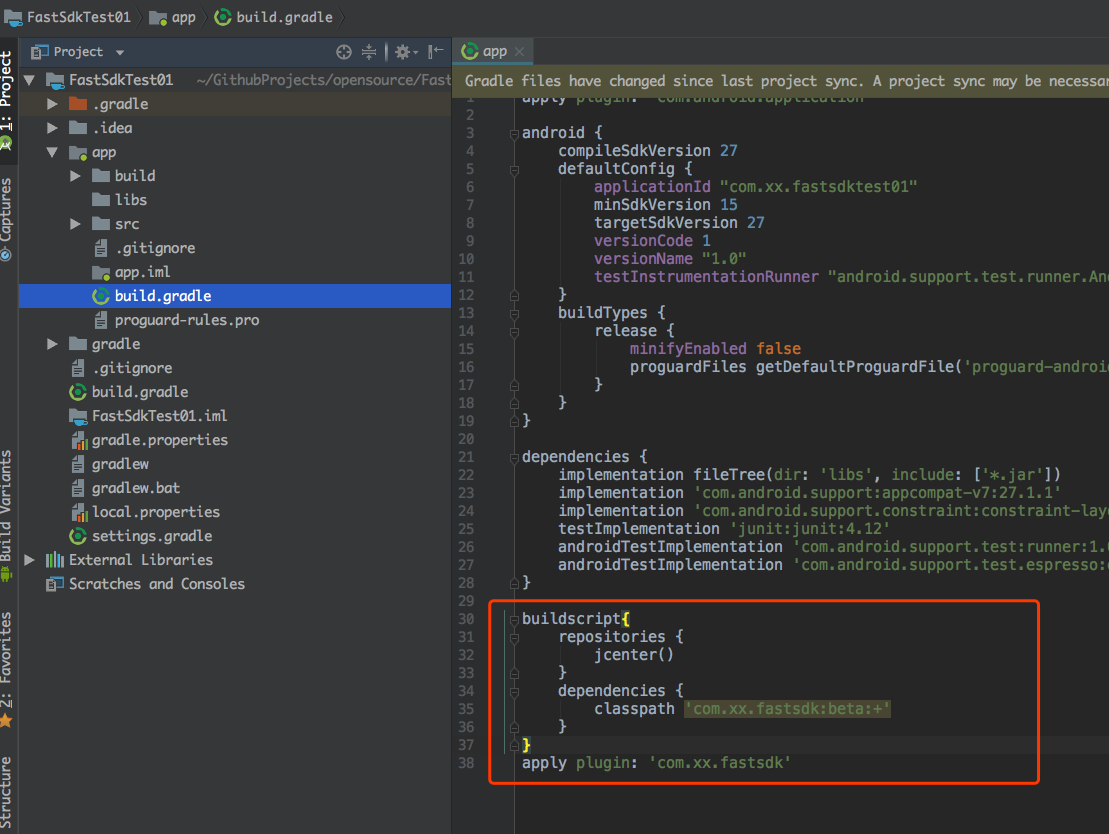 FastSdkTest01
app
build.gradle
Project
FastSdkTest01 ~/GithubProjects/opensource/Fast
.gradle
.idea
app
build
libs
src
.gitignore
app.iml
build.gradle
proguard-rules.pro
gradle
.gitignore
build.gradle
FastSdkTest01.iml
gradle.properties
gradlew
gradlew.bat
local.properties
settings.gradle
External Libraries
Scratches and Consoles
1: Project
Captures
Build Variants
2: Favorites
Structure
app
Gradle files have changed since last project sync. A project sync may be necessar
1 apply plugin: 'com.android.application'
2
3 android {
4 compileSdkVersion 27
5 defaultConfig {
6 applicationId "com.xx.fastsdktest01"
7 minSdkVersion 15
8 targetSdkVersion 27
9 versionCode 1
10 versionName "1.0"
11 testInstrumentationRunner "android.support.test.runner.An
12 }
13 buildTypes {
14 release {
15 minifyEnabled false
16 proguardFiles getDefaultProguardFile('proguard-androi
17 }
18 }
19 }
20
21 dependencies {
22 implementation fileTree(dir: 'libs', include: ['*.jar'])
23 implementation 'com.android.support:appcompat-v7:27.1.1'
24 implementation 'com.android.support.constraint:constraint-lay
25 testImplementation 'junit:junit:4.12'
26 androidTestImplementation 'com.android.support.test:runner:1.0
27 androidTestImplementation 'com.android.support.test.espresso:
28 }
29
30 buildscript{
31 repositories {
32 jcenter()
33 }
34 dependencies {
35 classpath 'com.xx.fastsdk:beta:+'
36 }
37 }
38 apply plugin: 'com.xx.fastsdk'